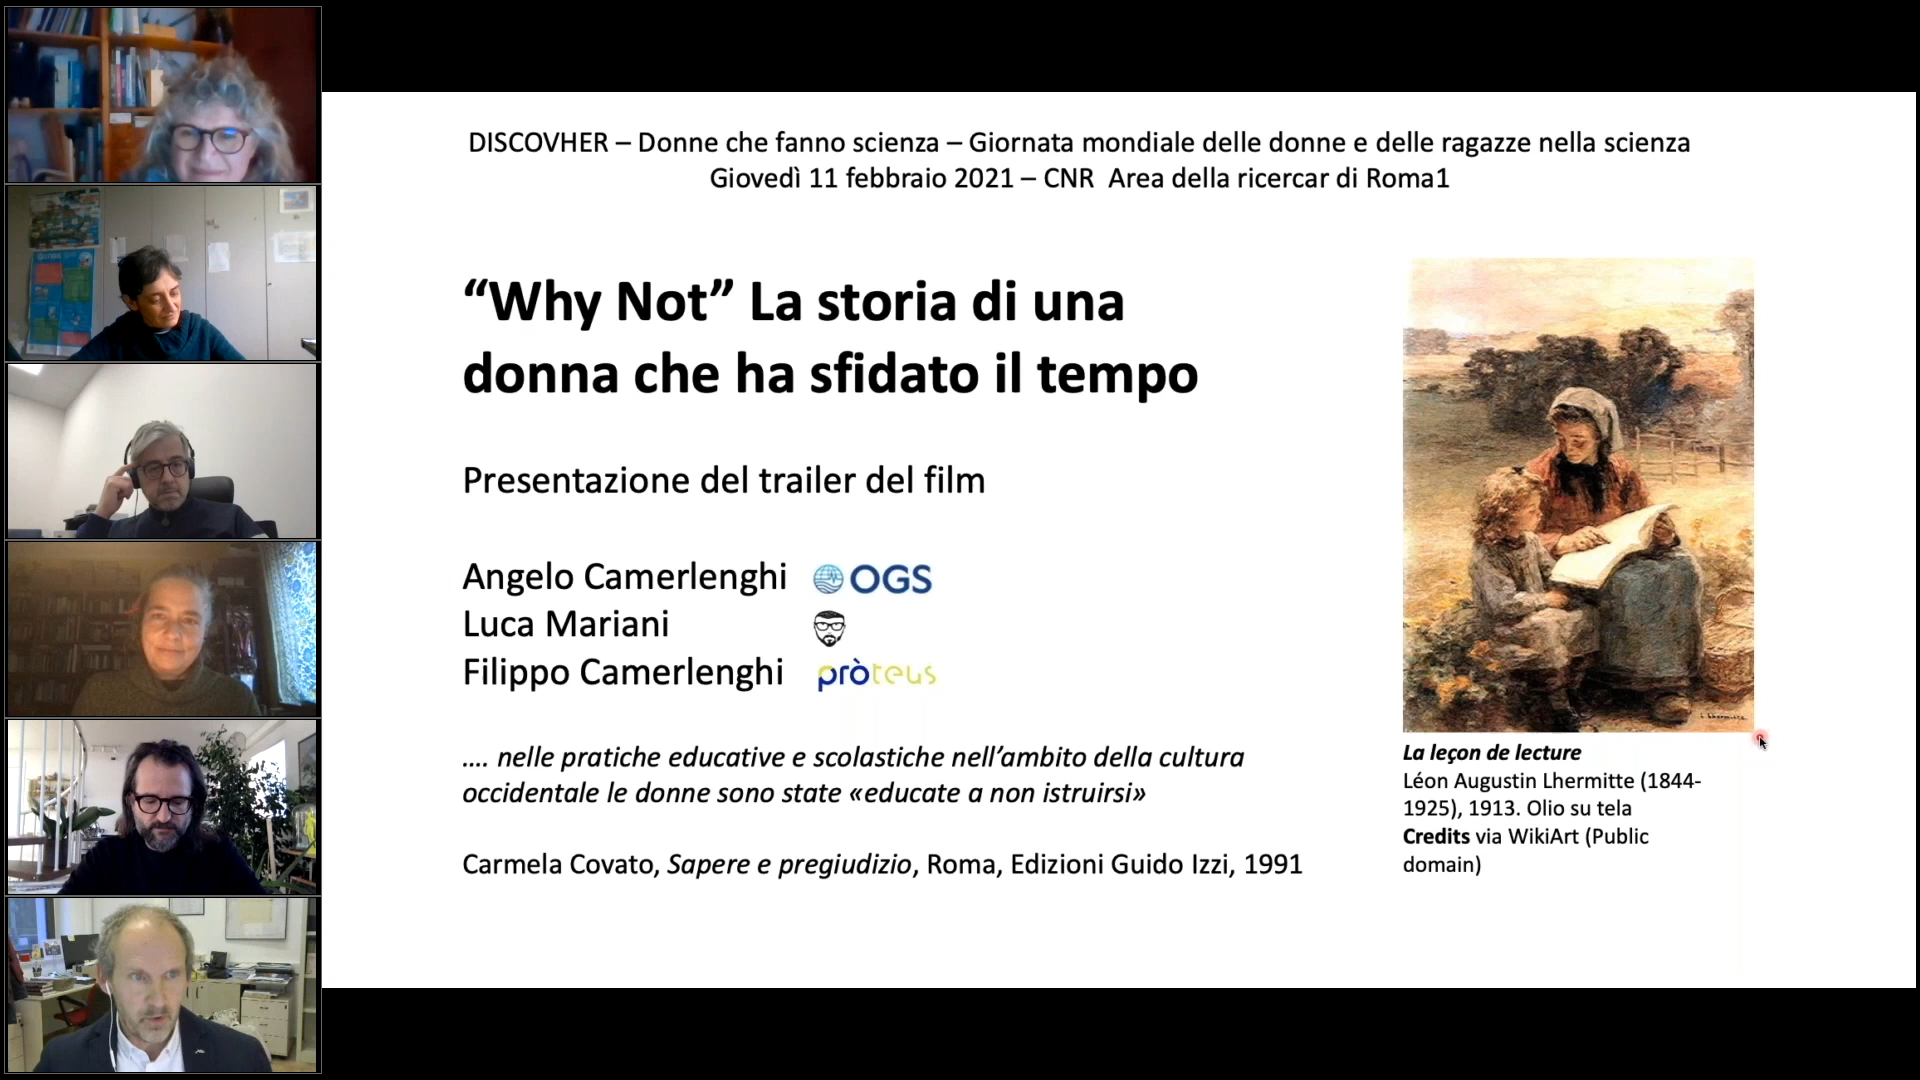 DISCOVHER – Donne che fanno scienza – Giornata mondiale delle donne e delle ragazze nella scienza
Giovedì 11 febbraio 2021 – CNR  Area della ricercar di Roma1
“Why Not” La storia di una
donna che ha sfidato il tempo
Presentazione del trailer del film
Angelo Camerlenghi OGS
Luca Mariani
Filippo Camerlenghi pròteus
…. nelle pratiche educative e scolastiche nell’ambito della cultura
occidentale le donne sono state «educate a non istruirsi»
Carmela Covato, Sapere e pregiudizio, Roma, Edizioni Guido Izzi, 1991
La leçon de lecture
Léon Augustin Lhermitte (1844-
1925), 1913. Olio su tela
Credits via WikiArt (Public
domain)